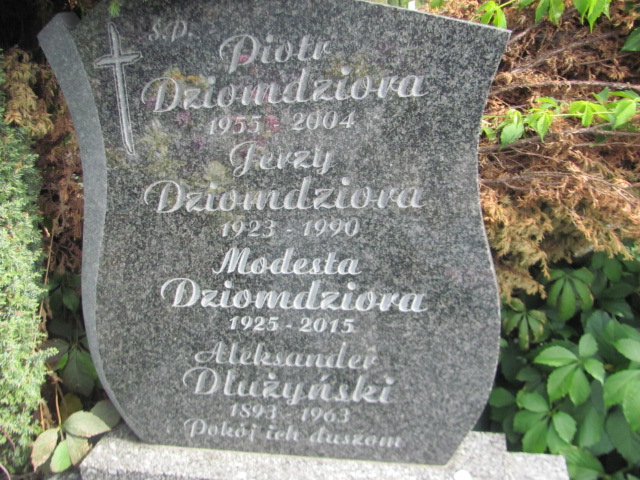 Ś.P.
Piotr
Dziomdziora
1955 - 2004
Jerzy
Dziomdziora
1923 - 1990
Modesta
Dziomdziora
1925 - 2015
Aleksander
Dłużyński
1893 - 1963
Pokój ich duszom